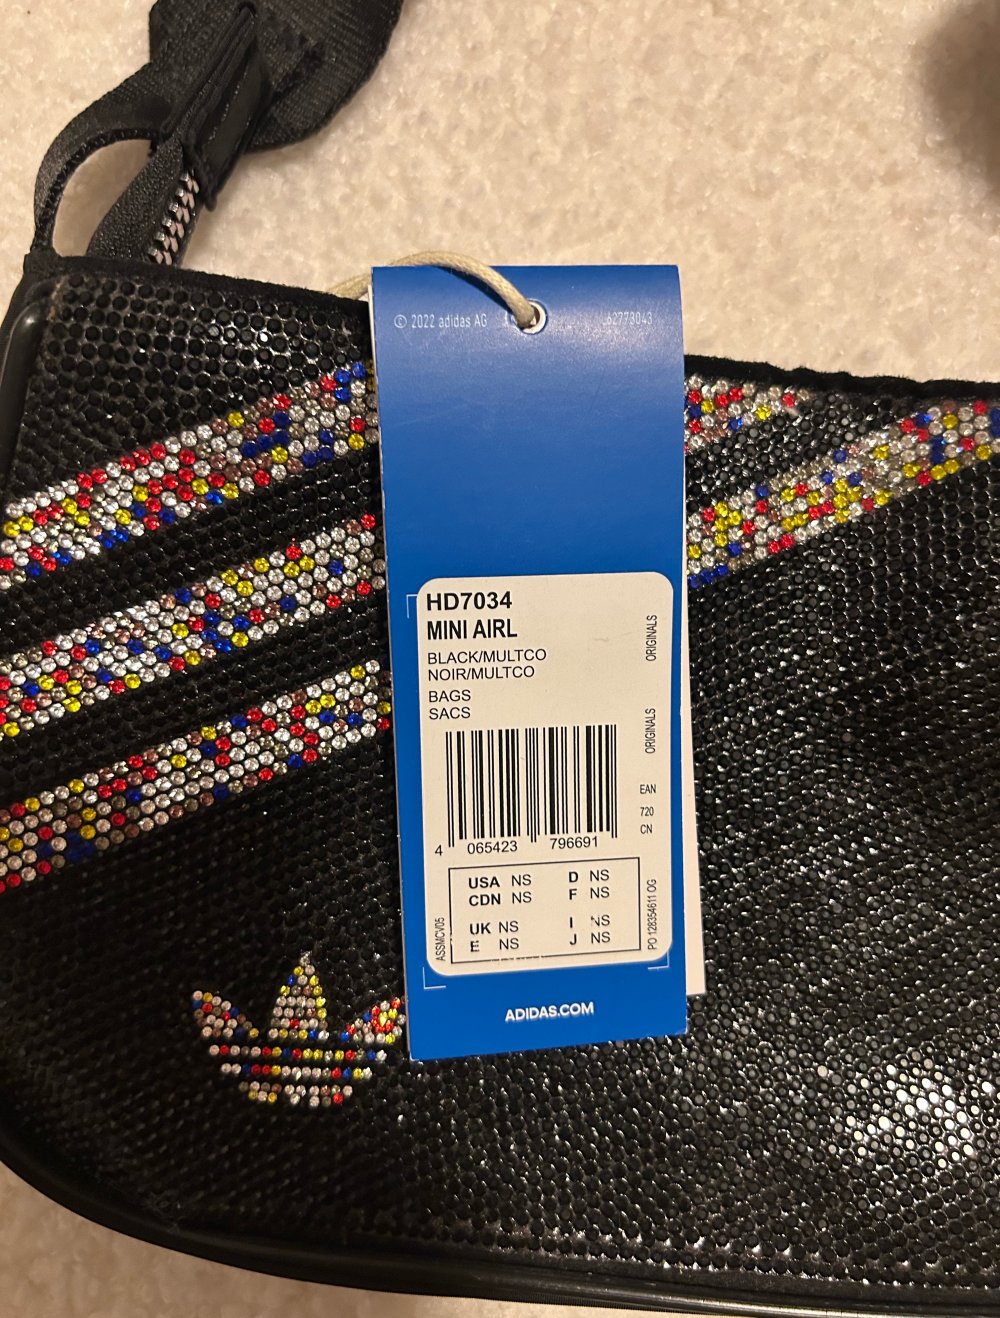 © 2022 adidas AG
62773043
HD7034
MINI AIRL
BLACK/MULTCO
NOIR/MULTCO
BAGS
SACS
ORIGINALS
ORIGINALS
EAN
720
CN
4 065423 796691
USA NS D NS
CDN NS F NS
UK NS I NS
E NS J NS
ASSMCV05
PO 128354611 OG
ADIDAS.COM